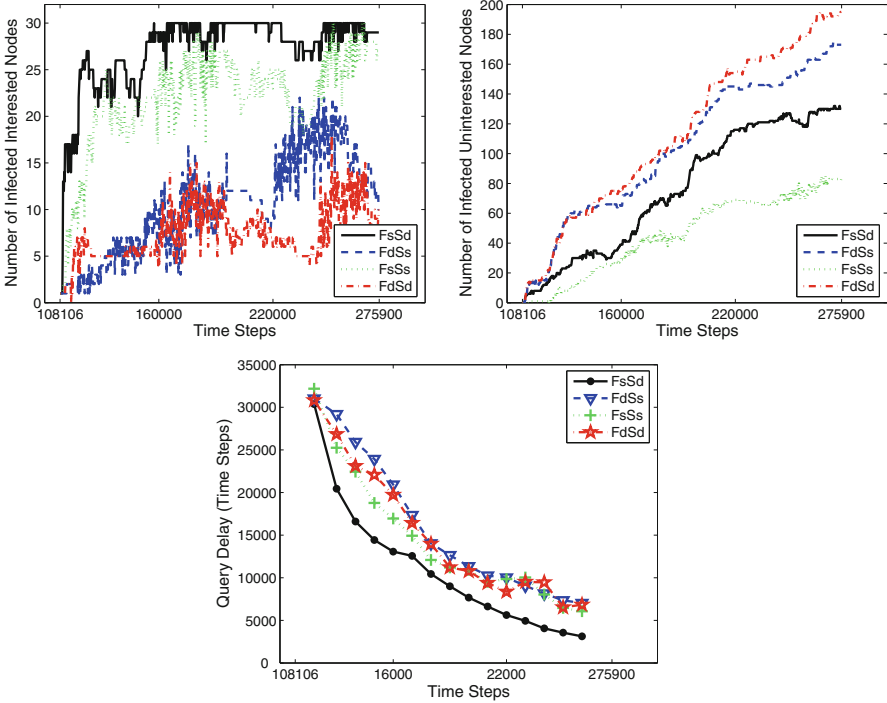 Number of Infected Interested Nodes
30
25
20
15
10
5
0
108106 160000 220000 275900
Time Steps
FsSd
FdSs
FsSs
FdSd
Number of Infected Uninterested Nodes
200
180
160
140
120
100
80
60
40
20
0
108106 160000 220000 275900
Time Steps
FsSd
FdSs
FsSs
FdSd
Query Delay (Time Steps)
35000
30000
25000
20000
15000
10000
5000
0
108106 16000 22000 275900
Time Steps
FsSd
FdSs
FsSs
FdSd